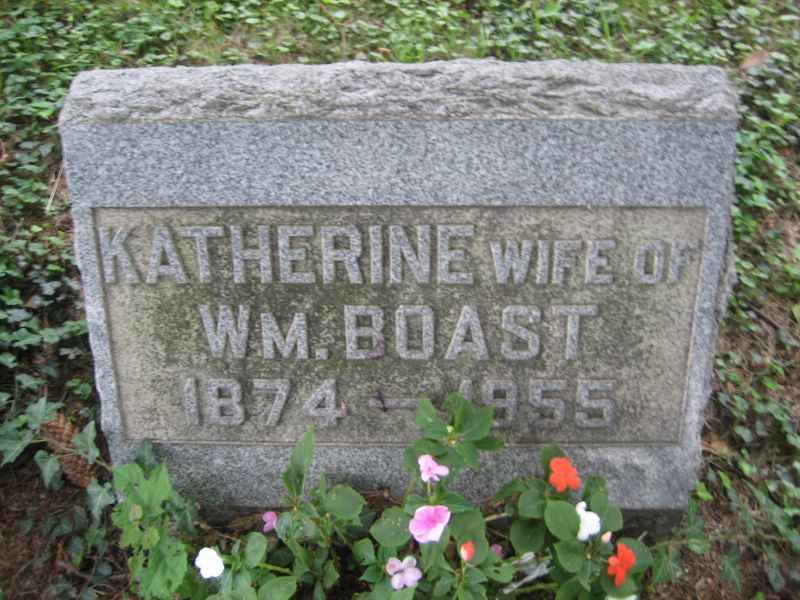 KATHERINE WIFE OF
WM. BOAST
1874 — 1955